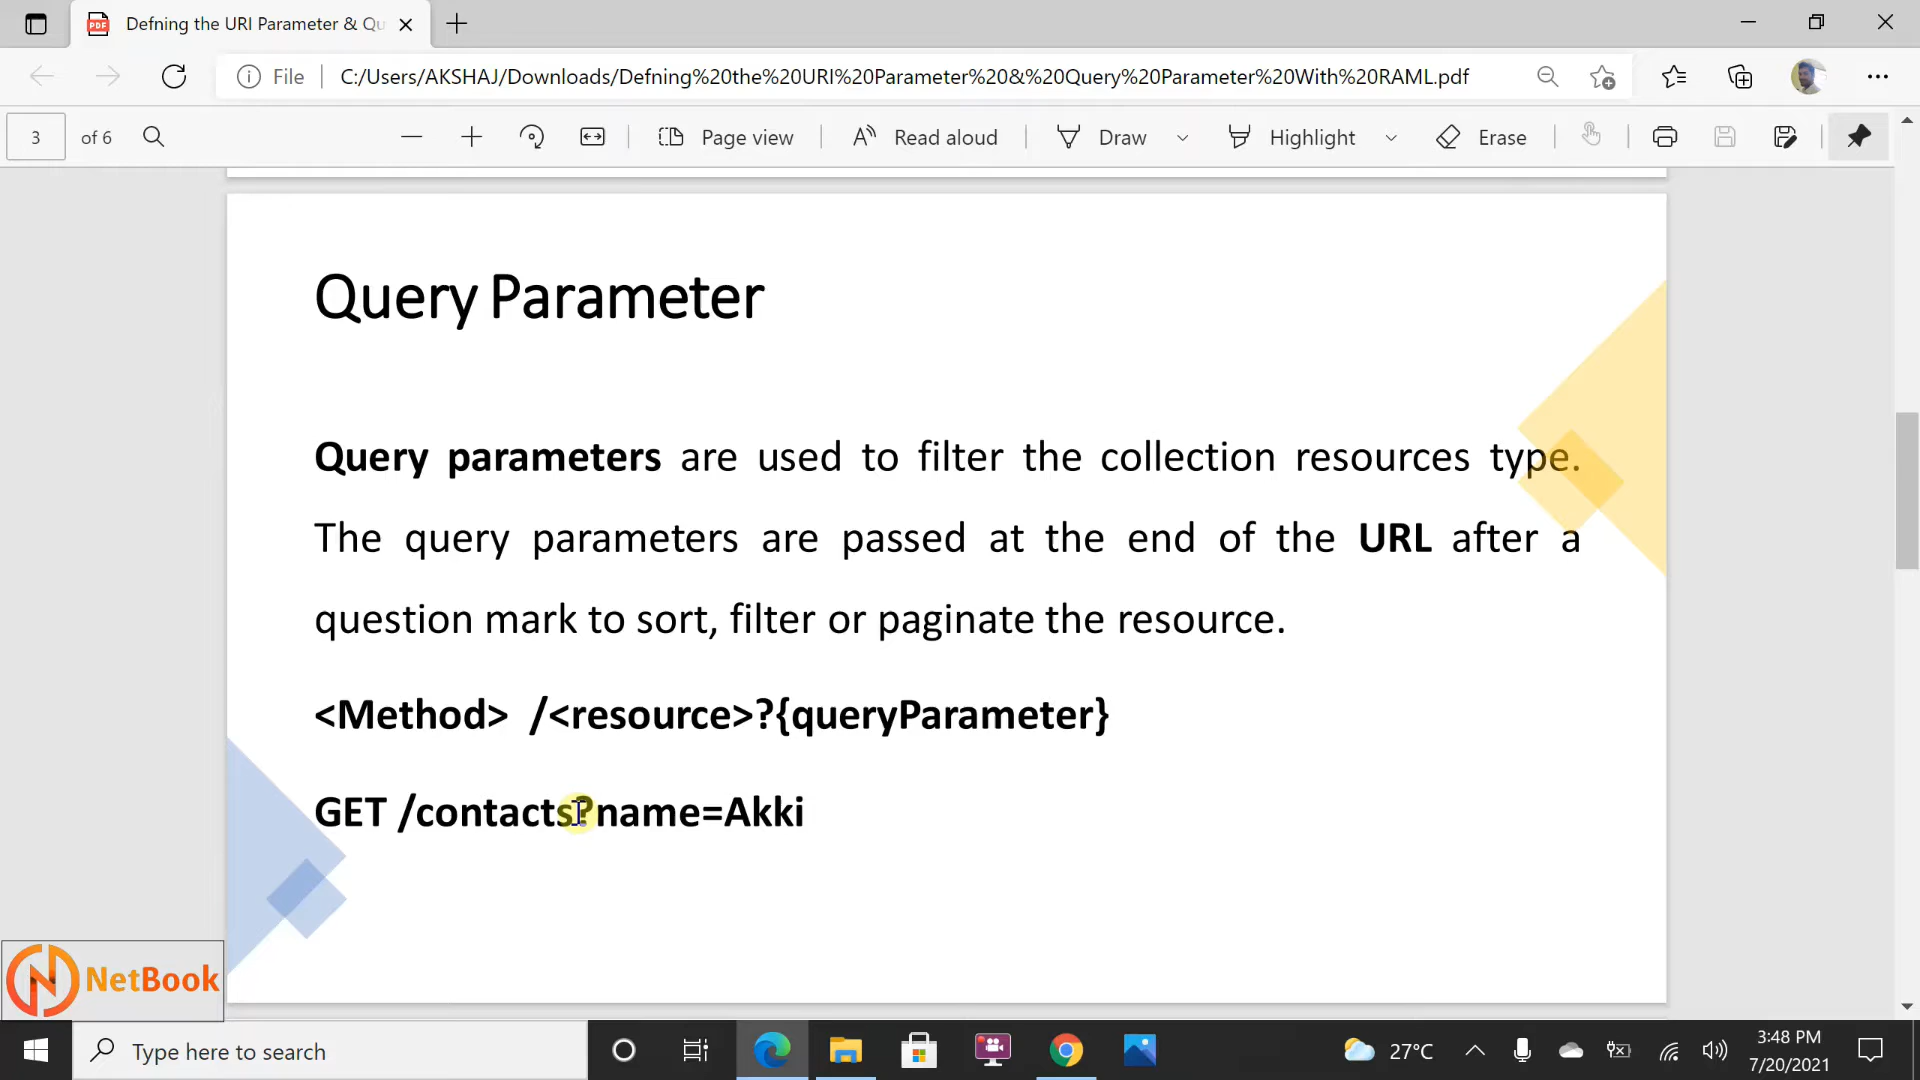 Defning the URI Parameter & Qu
File
C:/Users/AKSHAJ/Downloads/Defning%20the%20URI%20Parameter%20&%20Query%20Parameter%20With%20RAML.pdf
3 of 6
Page view
Read aloud
Draw
Highlight
Erase
Query Parameter
Query parameters are used to filter the collection resources type.
The query parameters are passed at the end of the URL after a
question mark to sort, filter or paginate the resource.
<Method> /<resource>?{queryParameter}
GET /contacts?name=Akki
NetBook
Type here to search
27°C
3:48 PM
7/20/2021